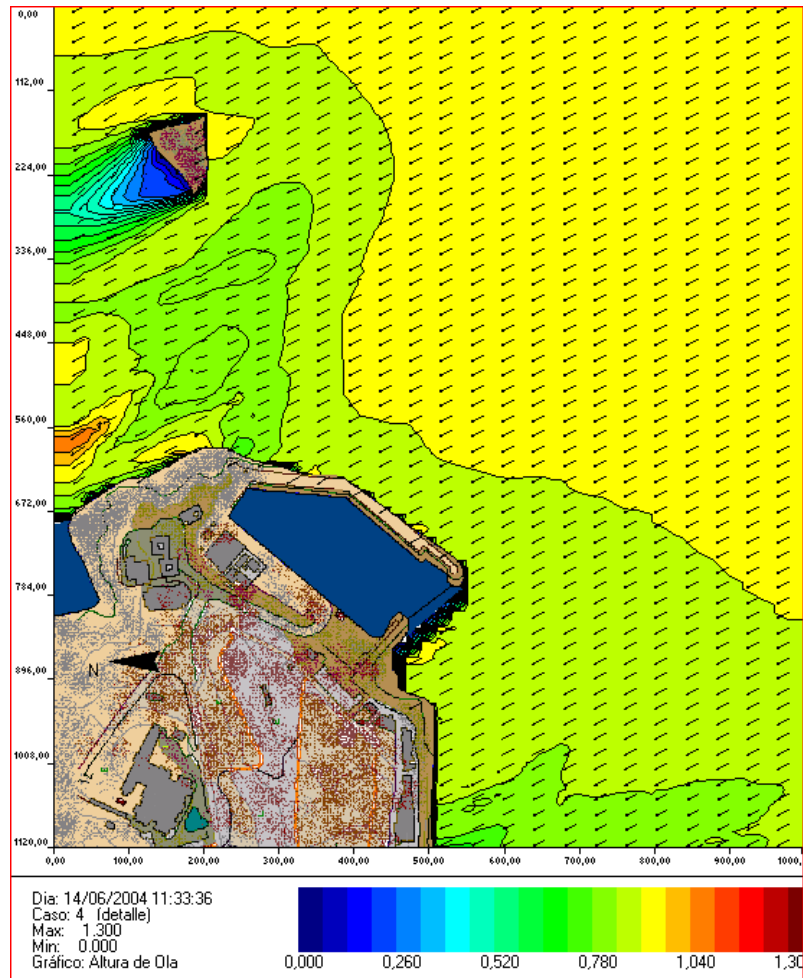 0,00
112,00
224,00
336,00
448,00
560,00
672,00
784,00
896,00
1008,00
1120,00
N
0,00 100,00 200,00 300,00 400,00 500,00 600,00 700,00 800,00 900,00 1000,
Dia: 14/06/2004 11:33:36
Caso: 4 (detalle)
Max: 1.300
Min: 0.000
Gráfico: Altura de Ola
0,000 0,260 0,520 0,780 1,040 1,30